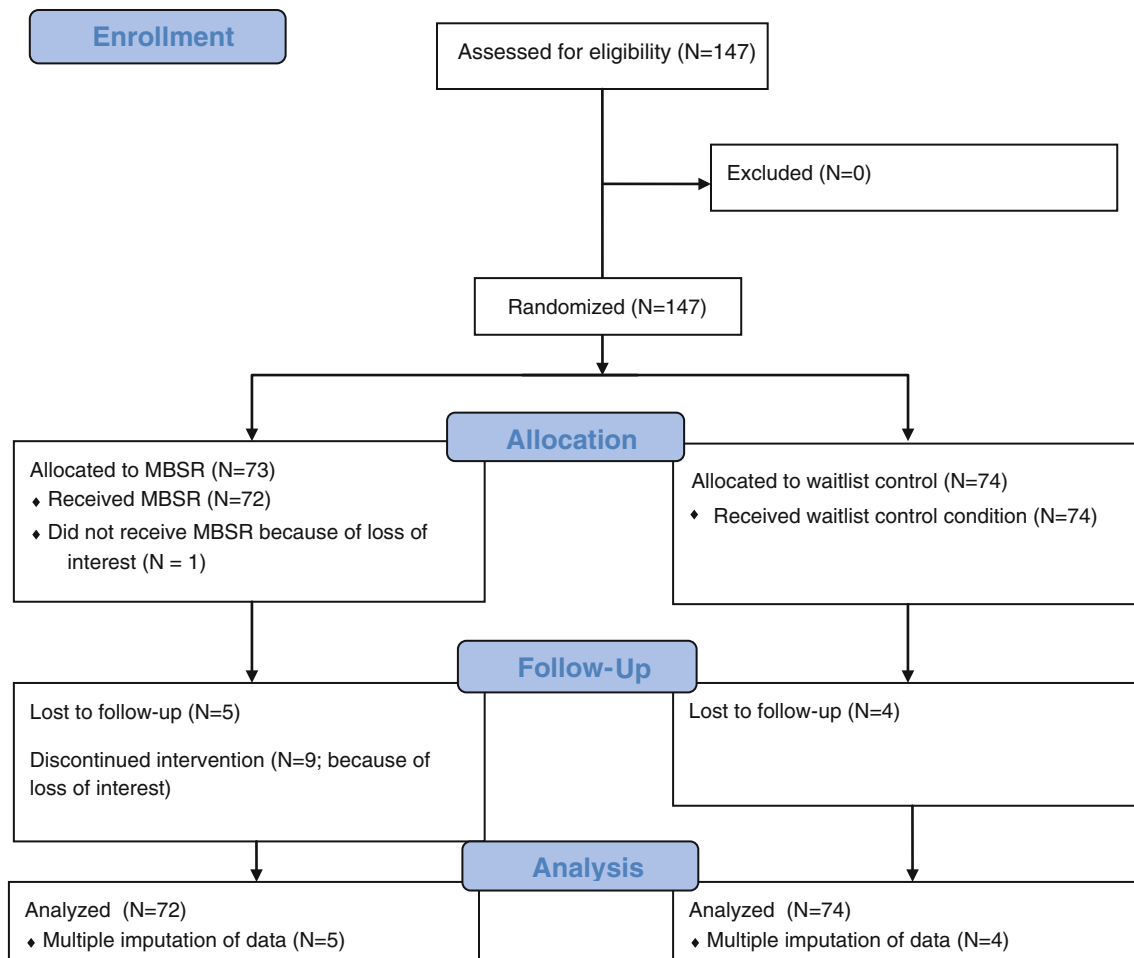 Enrollment
Assessed for eligibility (N=147)
Excluded (N=0)
Randomized (N=147)
Allocation
Allocated to MBSR (N=73)
♦ Received MBSR (N=72)
♦ Did not receive MBSR because of loss of
interest (N = 1)
Allocated to waitlist control (N=74)
♦ Received waitlist control condition (N=74)
Follow-Up
Lost to follow-up (N=5)
Discontinued intervention (N=9; because of
loss of interest)
Lost to follow-up (N=4)
Analysis
Analyzed (N=72)
♦ Multiple imputation of data (N=5)
Analyzed (N=74)
♦ Multiple imputation of data (N=4)